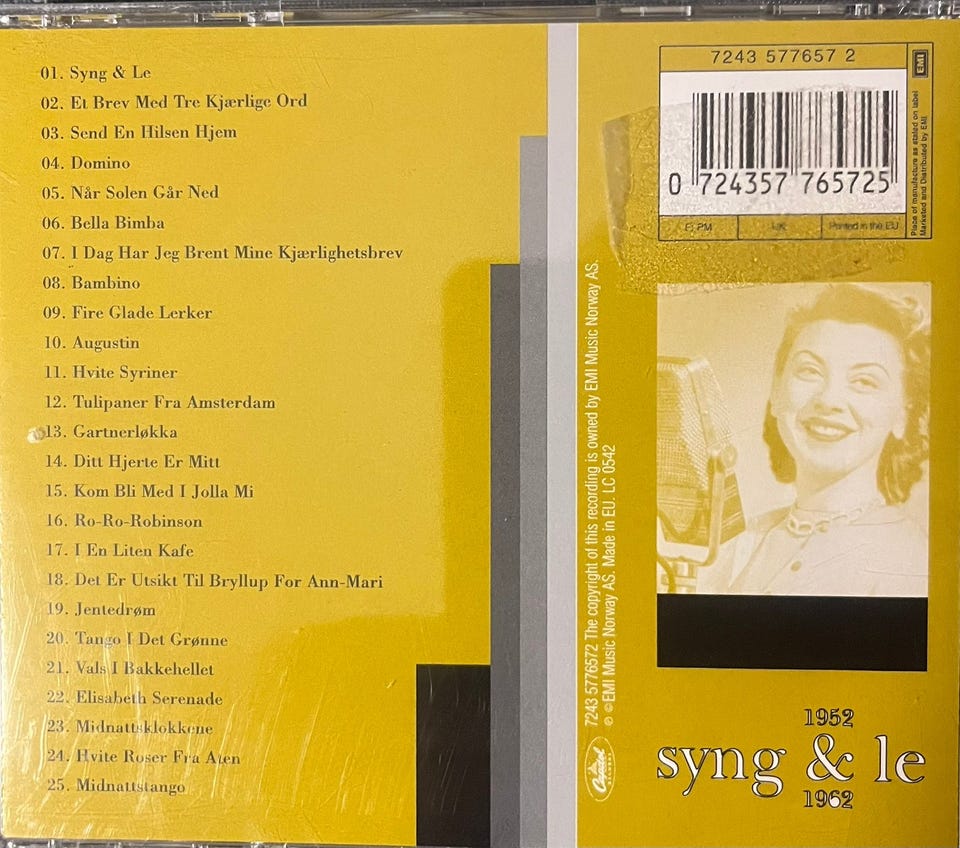 01. Syng & Le
02. Et Brev Med Tre Kjærlige Ord
03. Send En Hilsen Hjem
04. Domino
05. Når Solen Går Ned
06. Bella Bimba
07. I Dag Har Jeg Brent Mine Kjærlighetsbrev
08. Bambino
09. Fire Glade Lerker
10. Augustin
11. Hvite Syriner
12. Tulipaner Fra Amsterdam
13. Gartnerløkka
14. Ditt Hjerte Er Mitt
15. Kom Bli Med I Jolla Mi
16. Ro-Ro-Robinson
17. I En Liten Kafe
18. Det Er Utsikt Til Bryllup For Ann-Mari
19. Jentedrøm
20. Tango I Det Grønne
21. Vals I Bakkehellet
22. Elisabeth Serenade
23. Midnattsklokkene
24. Hvite Roser Fra Aten
25. Midnattstango
7243 5776572 The copyright of this recording is owned by EMI Music Norway AS.
℗ ©EMI Music Norway AS. Made in EU. LC 0542
Capitol
RECORDS
7243 577657 2
EMI
0 724357 765725
F: PM
UK:
Printed in the EU
Place of manufacture as stated on label
Marketed and Distributed by EMI
1952
syng & le
1962